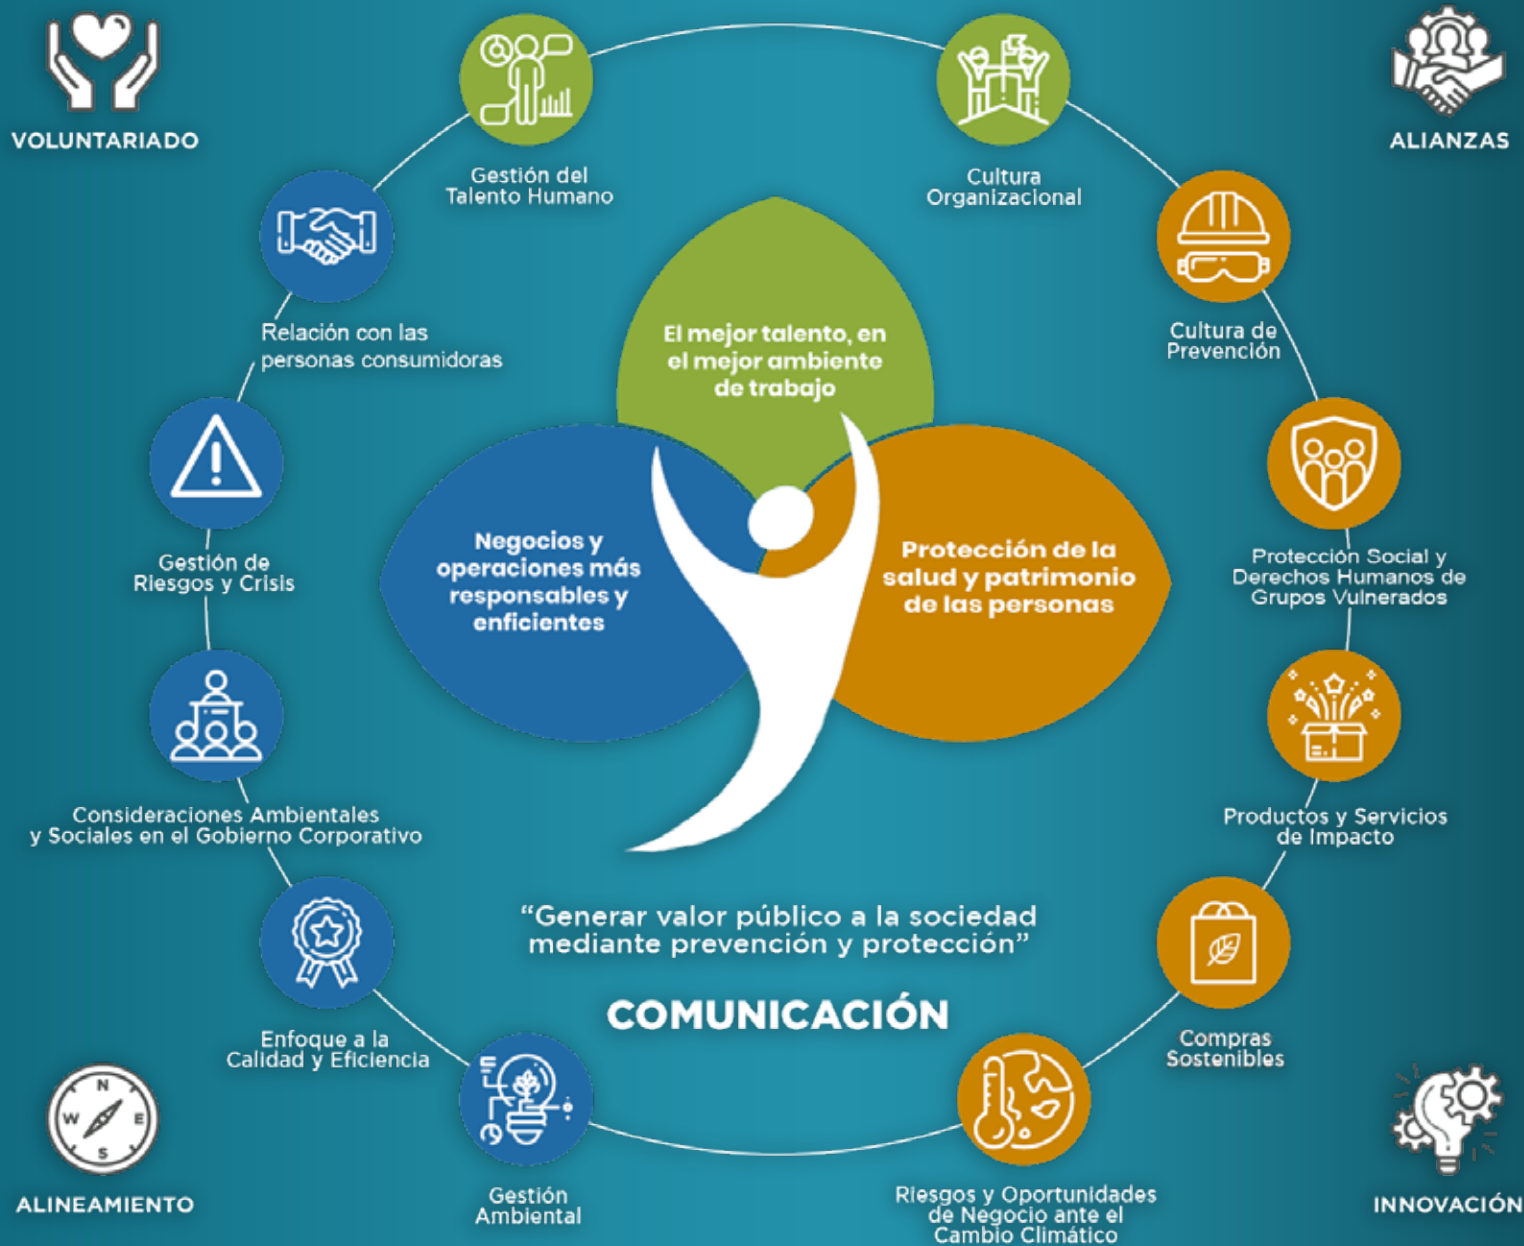 VOLUNTARIADO
ALIANZAS
Gestión del
Talento Humano
Cultura
Organizacional
Relación con las
personas consumidoras
Cultura de
Prevención
El mejor talento, en
el mejor ambiente
de trabajo
Gestión de
Riesgos y Crisis
Negocios y
operaciones más
responsables y
enficientes
Protección de la
salud y patrimonio
de las personas
Protección Social y
Derechos Humanos de
Grupos Vulnerados
Consideraciones Ambientales
y Sociales en el Gobierno Corporativo
Productos y Servicios
de Impacto
“Generar valor público a la sociedad
mediante prevención y protección”
COMUNICACIÓN
Enfoque a la
Calidad y Eficiencia
Compras
Sostenibles
N
W
E
S
ALINEAMIENTO
Gestión
Ambiental
Riesgos y Oportunidades
de Negocio ante el
Cambio Climático
INNOVACIÓN